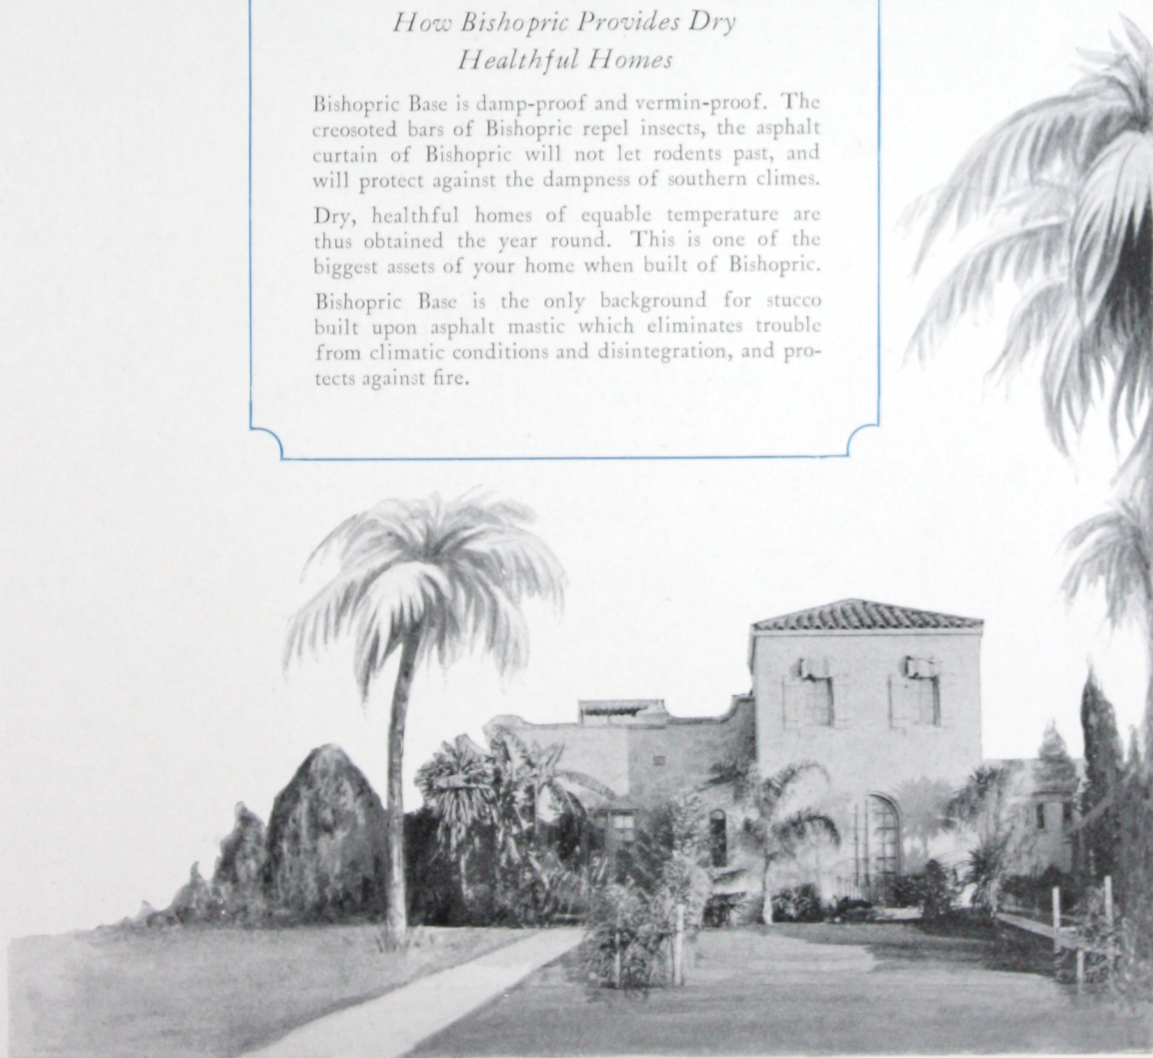 How Bishopric Provides Dry
Healthful Homes
Bishopric Base is damp-proof and vermin-proof. The
creosoted bars of Bishopric repel insects, the asphalt
curtain of Bishopric will not let rodents past, and
will protect against the dampness of southern climes.
Dry, healthful homes of equable temperature are
thus obtained the year round. This is one of the
biggest assets of your home when built of Bishopric.
Bishopric Base is the only background for stucco
built upon asphalt mastic which eliminates trouble
from climatic conditions and disintegration, and pro-
tects against fire.